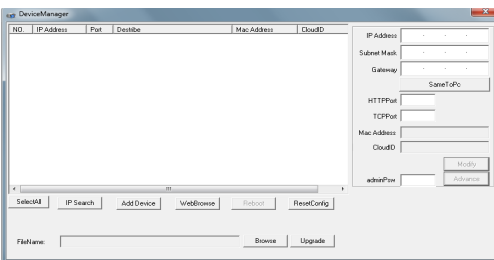 DeviceManager
NO. IP Address Port Destribe Mac Address CloudID
IP Address
Subnet Mask
Gateway
SameToPc
HTTPPort
TCPPort
Mac Address
CloudID
Modify
adminPsw Advance
SelectAll IP Search Add Device WebBrowse Reboot ResetConfig
FileName: Browse Upgrade